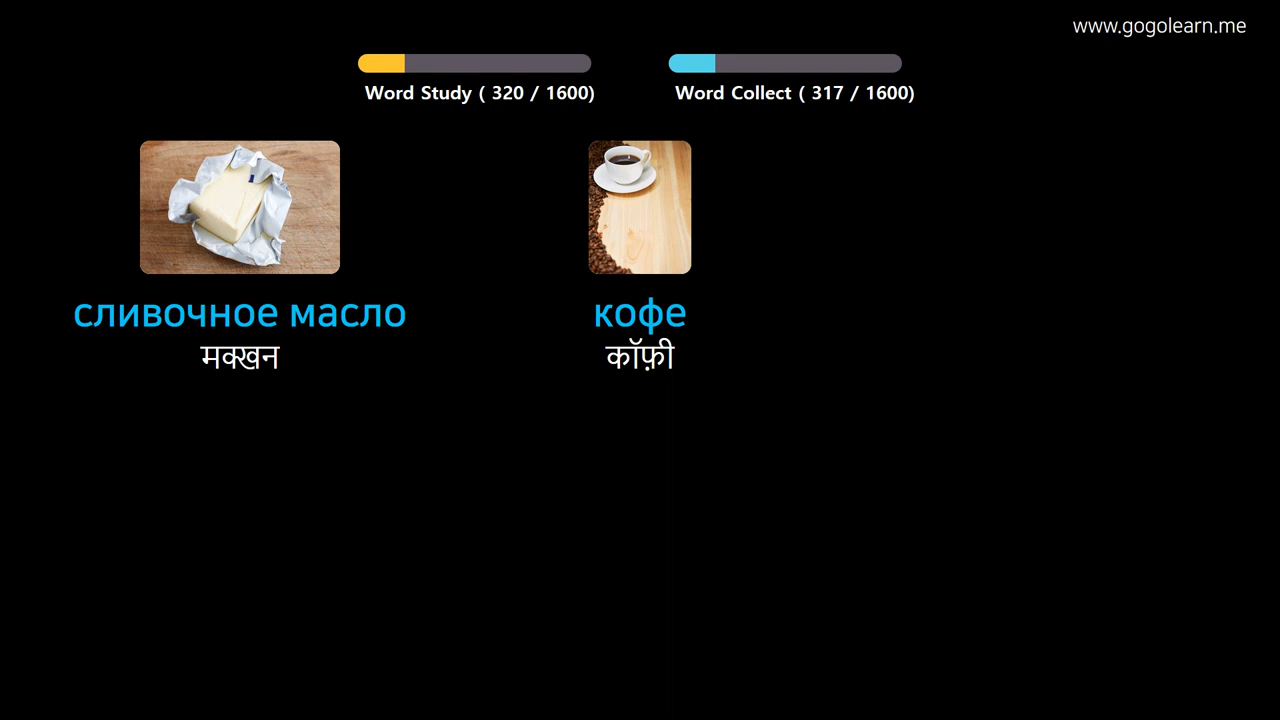 www.gogolearn.me
Word Study ( 320 / 1600)
Word Collect ( 317 / 1600)
сливочное масло
मक्खन
кофе
कॉफ़ी